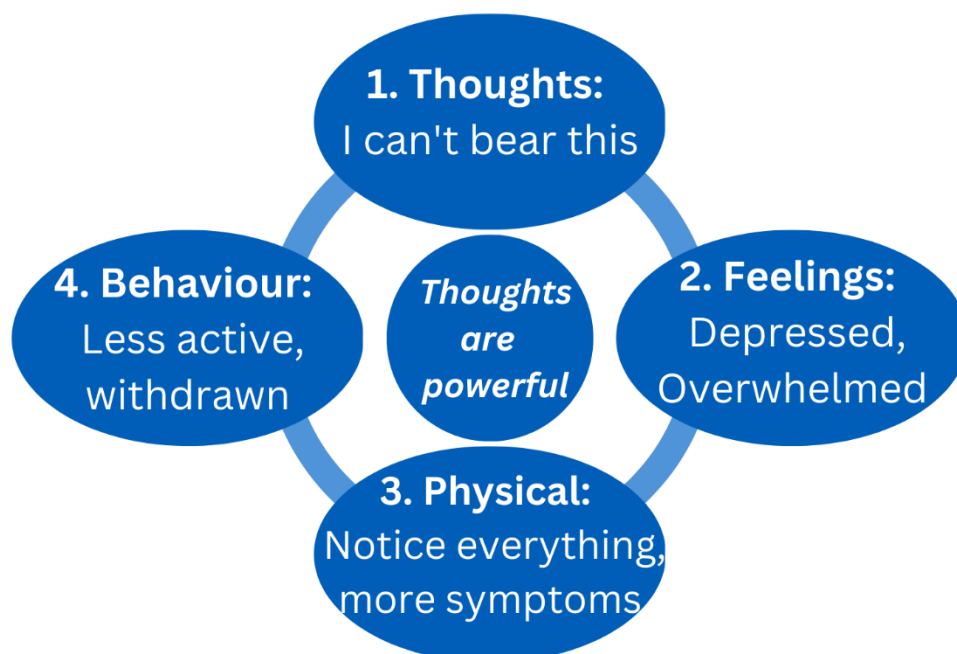 1. Thoughts:
I can't bear this
2. Feelings:
Depressed,
Overwhelmed
3. Physical:
Notice everything,
more symptoms
4. Behaviour:
Less active,
withdrawn
Thoughts
are
powerful